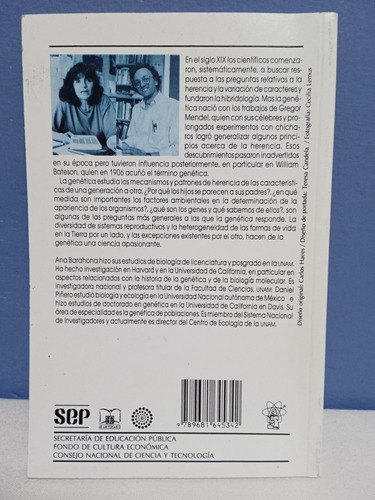 En el siglo XIX los científicos comenza-
ron, sistemáticamente, a buscar res-
puesta a las preguntas relativas a la
herencia y la variación de caracteres y
fundaron la hibridología. Mas la gené-
tica nació con los trabajos de Gregor
Mendel, quien con sus célebres y pro-
longados experimentos con chícha-
ros logró generalizar algunos princi-
pios acerca de la herencia. Esos
descubrimientos pasaron inadvertidos
en su época pero tuvieron influencia posteriormente, en particular en William
Bateson, quien en 1906 acuñó el término genética.
La genética estudia los mecanismos y patrones de herencia de las característi-
cas de una generación a otra. ¿Por qué los hijos se parecen a sus padres?, ¿en qué
medida son importantes los factores ambientales en la determinación de la
apariencia de los organismos?, ¿qué son los genes y qué sabemos de ellos?, son
algunas de las preguntas más generales a las que la genética responde. La
diversidad de sistemas reproductivos y la heterogeneidad de las formas de vida
en la Tierra por un lado, y las excepciones existentes por el otro, hacen de la
genética una ciencia apasionante.
Ana Barahona hizo sus estudios de biología de licenciatura y posgrado en la UNAM.
Ha hecho investigación en Harvard y en la Universidad de California, en particular en
aspectos relacionados con la historia de la genética y de la biología molecular. Es
investigadora nacional y profesora titular de la Facultad de Ciencias, UNAM. Daniel
Piñero estudió biología y ecología en la Universidad Nacional autónoma de México e
hizo estudios de doctorado en genética en la Universidad de California en Davis. Su
área de especialidad es la genética de poblaciones. Es miembro del Sistema Nacional
de Investigadores y actualmente es director del Centro de Ecología de la UNAM.
Diseño original: Carlos Haces / Diseño de portada: Teresa Candela / Fotografía: Cecilia Lemus
9 789681 645342
SEP
SECRETARÍA DE EDUCACIÓN PÚBLICA
FONDO DE CULTURA ECONÓMICA
CONSEJO NACIONAL DE CIENCIA Y TECNOLOGÍA